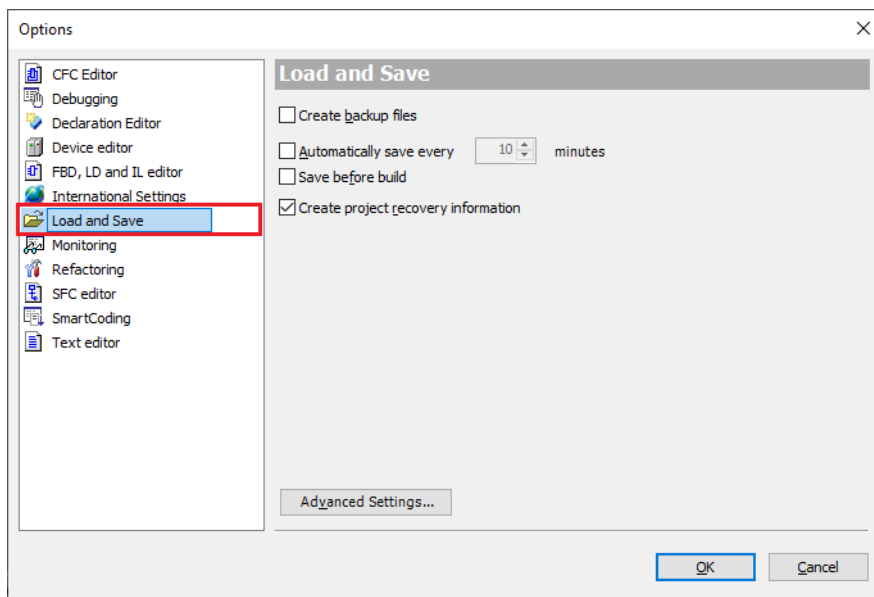 Options
CFC Editor
Debugging
Declaration Editor
Device editor
FBD, LD and IL editor
International Settings
Load and Save
Monitoring
Refactoring
SFC editor
SmartCoding
Text editor
Load and Save
Create backup files
Automatically save every 10 minutes
Save before build
Create project recovery information
Advanced Settings...
OK Cancel